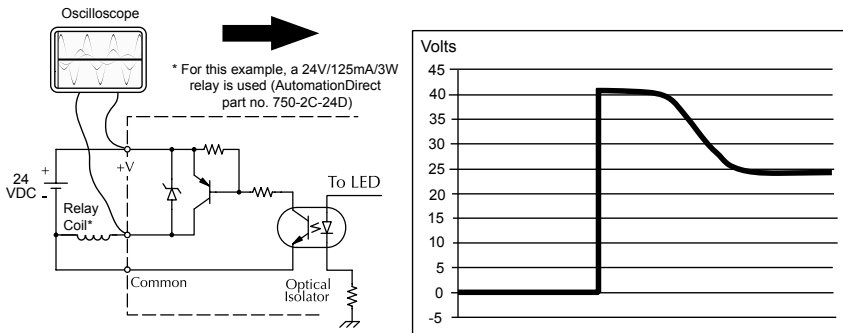 Oscilloscope
* For this example, a 24V/125mA/3W
relay is used (AutomationDirect
part no. 750-2C-24D)
+
24
VDC
-
+V
Relay
Coil*
To LED
Common
Optical
Isolator
Volts
45
40
35
30
25
20
15
10
5
0
-5